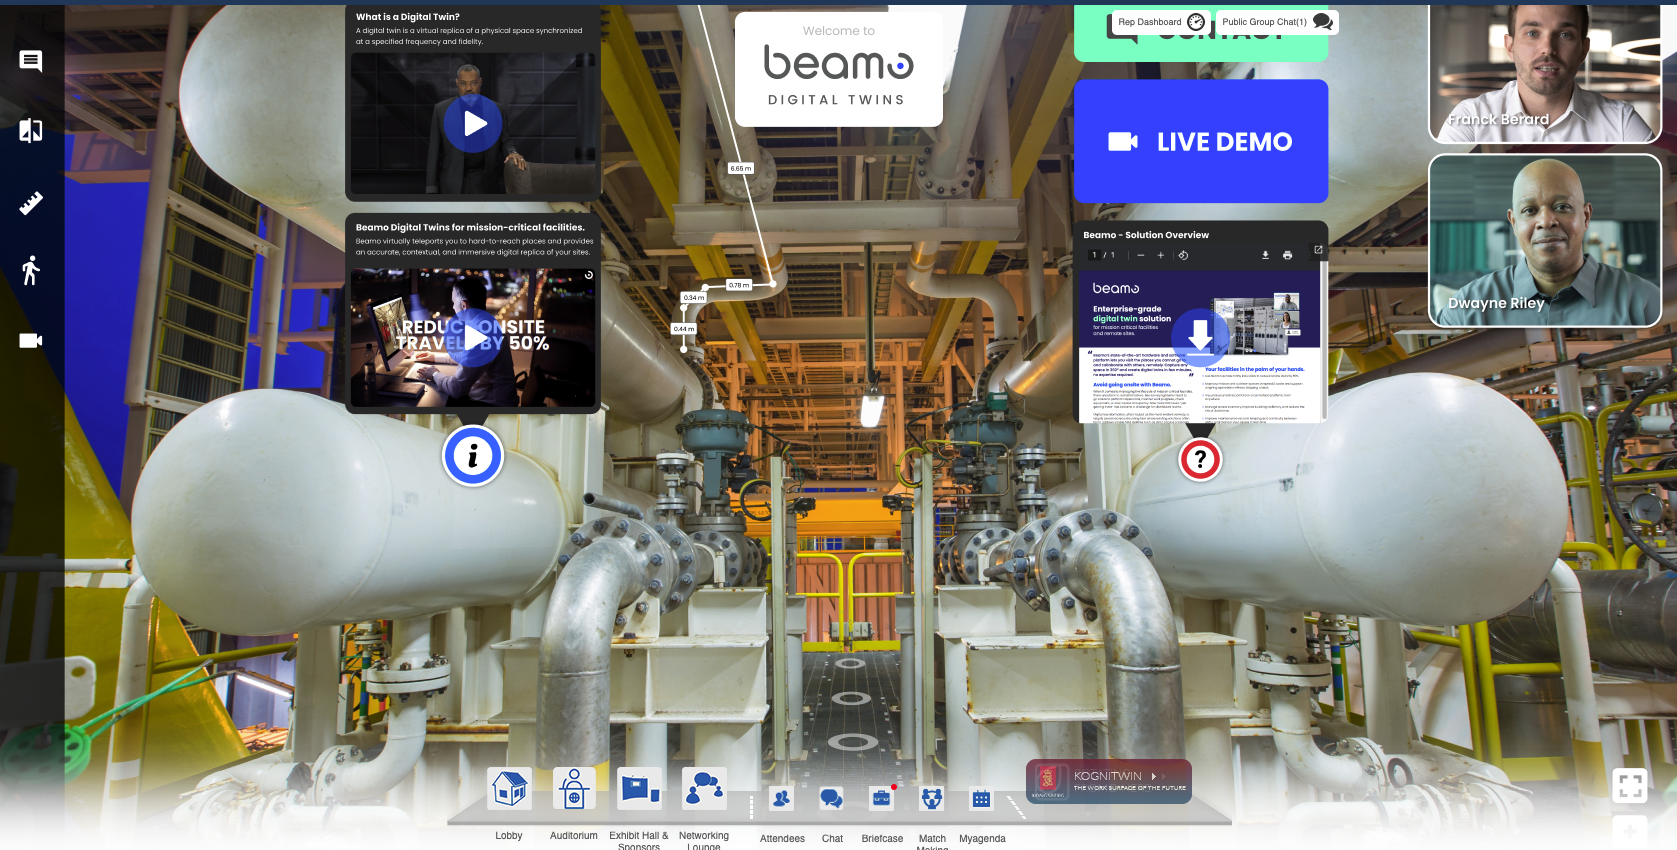 What is a Digital Twin?
A digital twin is a virtual replica of a physical space synchronized
at a specified frequency and fidelity.
Beamo Digital Twins for mission-critical facilities.
Beamo virtually teleports you to hard-to-reach places and provides
an accurate, contextual, and immersive digital replica of your sites.
Welcome to
beamo
DIGITAL TWINS
6.65 m
0.78 m
0.34 m
0.44 m
Rep Dashboard
Public Group Chat(1)
CONTACT
LIVE DEMO
Beamo - Solution Overview
1 / 1
beamo
Enterprise-grade
digital twin solution
for mission critical facilities
and remote sites.
Your facilities in the palm of your hands.
Avoid going onsite with Beamo.
i
?
Franck Berard
Dwayne Riley
KOGNITWIN
THE WORK SURFACE OF THE FUTURE
KONGSBERG
Lobby
Auditorium
Exhibit Hall &
Sponsors
Networking
Lounge
Attendees
Chat
Briefcase
Match
Making
Myagenda